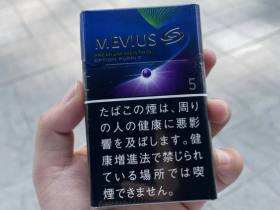 MEVIUS
PREMIUM MENTHOL
OPTION PURPLE
5
たばこの煙は、周り
の人の健康に悪影
響を及ぼします。健
康増進法で禁じられ
ている場所では喫
煙できません。